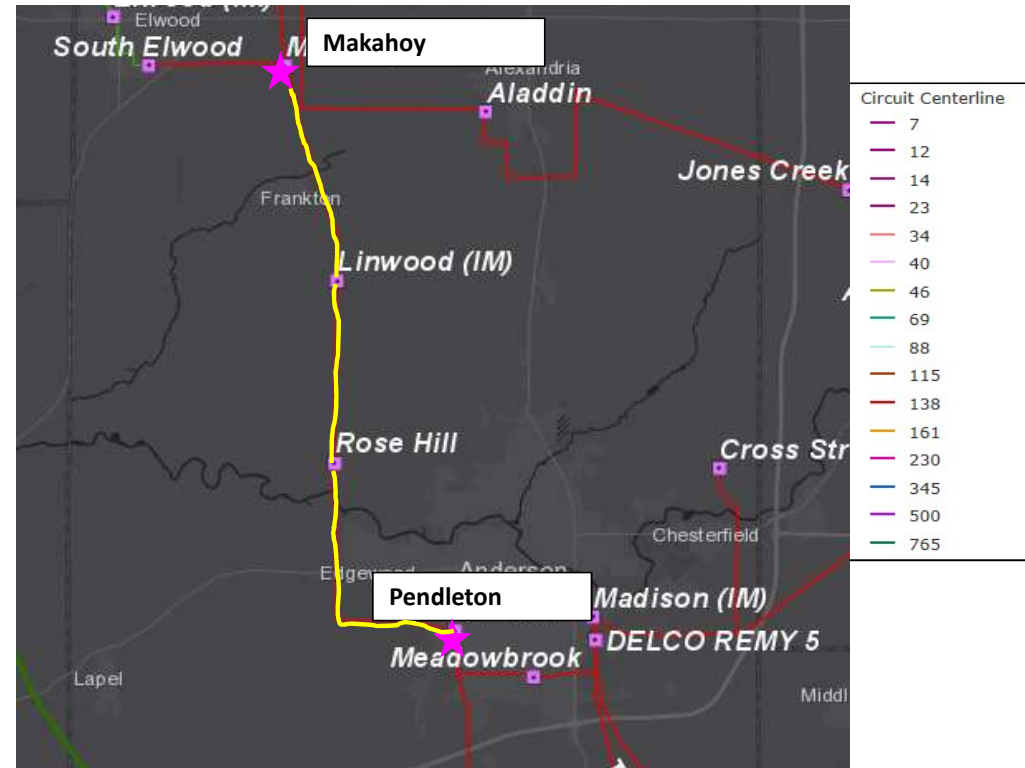 Elwood
South Elwood
M
Makahoy
Alexandria
Aladdin
Jones Creek
Frankton
Linwood (IM)
Rose Hill
Cross Str
Chesterfield
Edgewood
Anderson
Pendleton
Madison (IM)
DELCO REMY 5
Meadowbrook
Lapel
Middl
Circuit Centerline
7
12
14
23
34
40
46
69
88
115
138
161
230
345
500
765